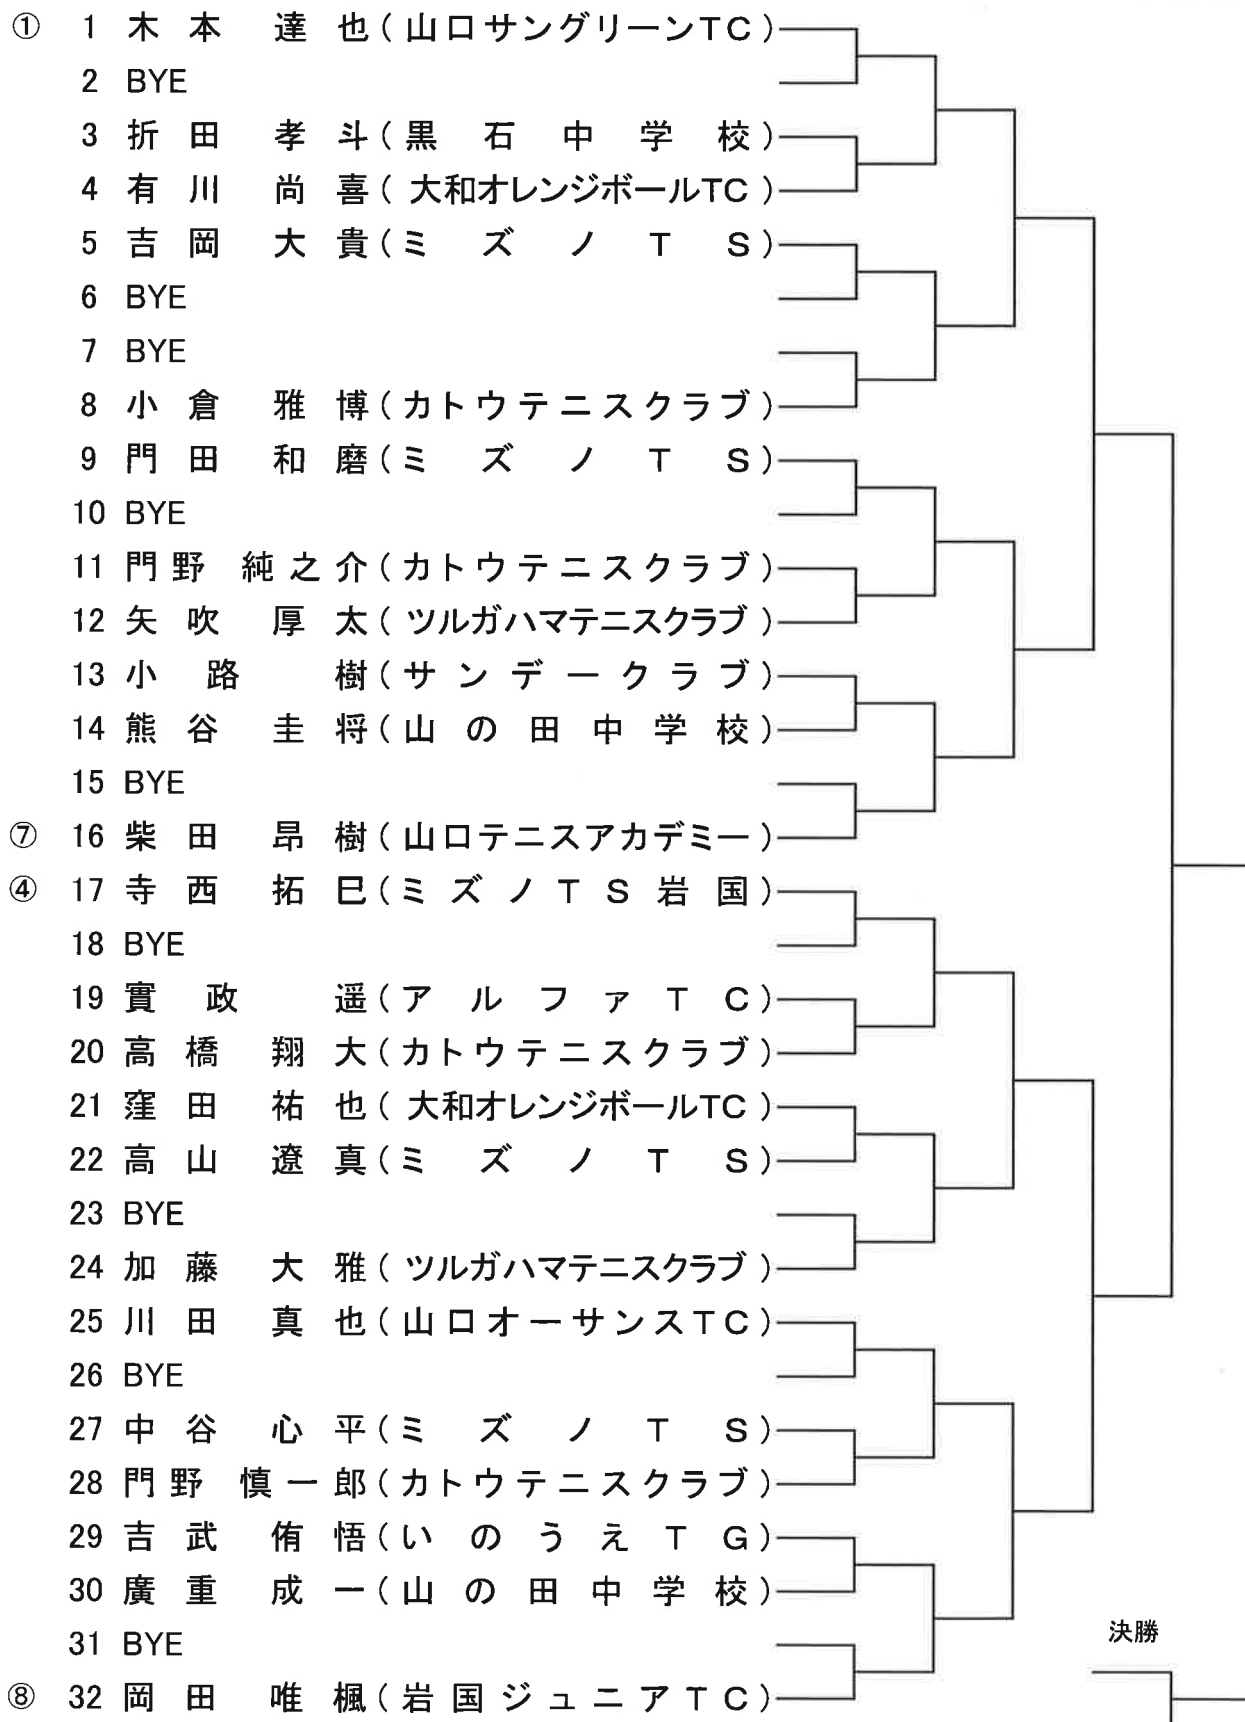 ① 1 木本 達也(山口サングリーンTC)
2 BYE
3 折田 孝斗(黒石中学校)
4 有川 尚喜(大和オレンジボールTC)
5 吉岡 大貴(ミズノTS)
6 BYE
7 BYE
8 小倉 雅博(カトウテニスクラブ)
9 門田 和磨(ミズノTS)
10 BYE
11 門野 純之介(カトウテニスクラブ)
12 矢吹 厚太(ツルガハマテニスクラブ)
13 小路 樹(サンデークラブ)
14 熊谷 圭将(山の田中学校)
15 BYE
⑦ 16 柴田 昂樹(山口テニスアカデミー)
④ 17 寺西 拓巳(ミズノTS岩国)
18 BYE
19 實政 遥(アルファTC)
20 高橋 翔大(カトウテニスクラブ)
21 窪田 祐也(大和オレンジボールTC)
22 高山 遼真(ミズノTS)
23 BYE
24 加藤 大雅(ツルガハマテニスクラブ)
25 川田 真也(山口オーサンスTC)
26 BYE
27 中谷 心平(ミズノTS)
28 門野 慎一郎(カトウテニスクラブ)
29 吉武 侑悟(いのうえTG)
30 廣重 成一(山の田中学校)
31 BYE
決勝
⑧ 32 岡田 唯楓(岩国ジュニアTC)